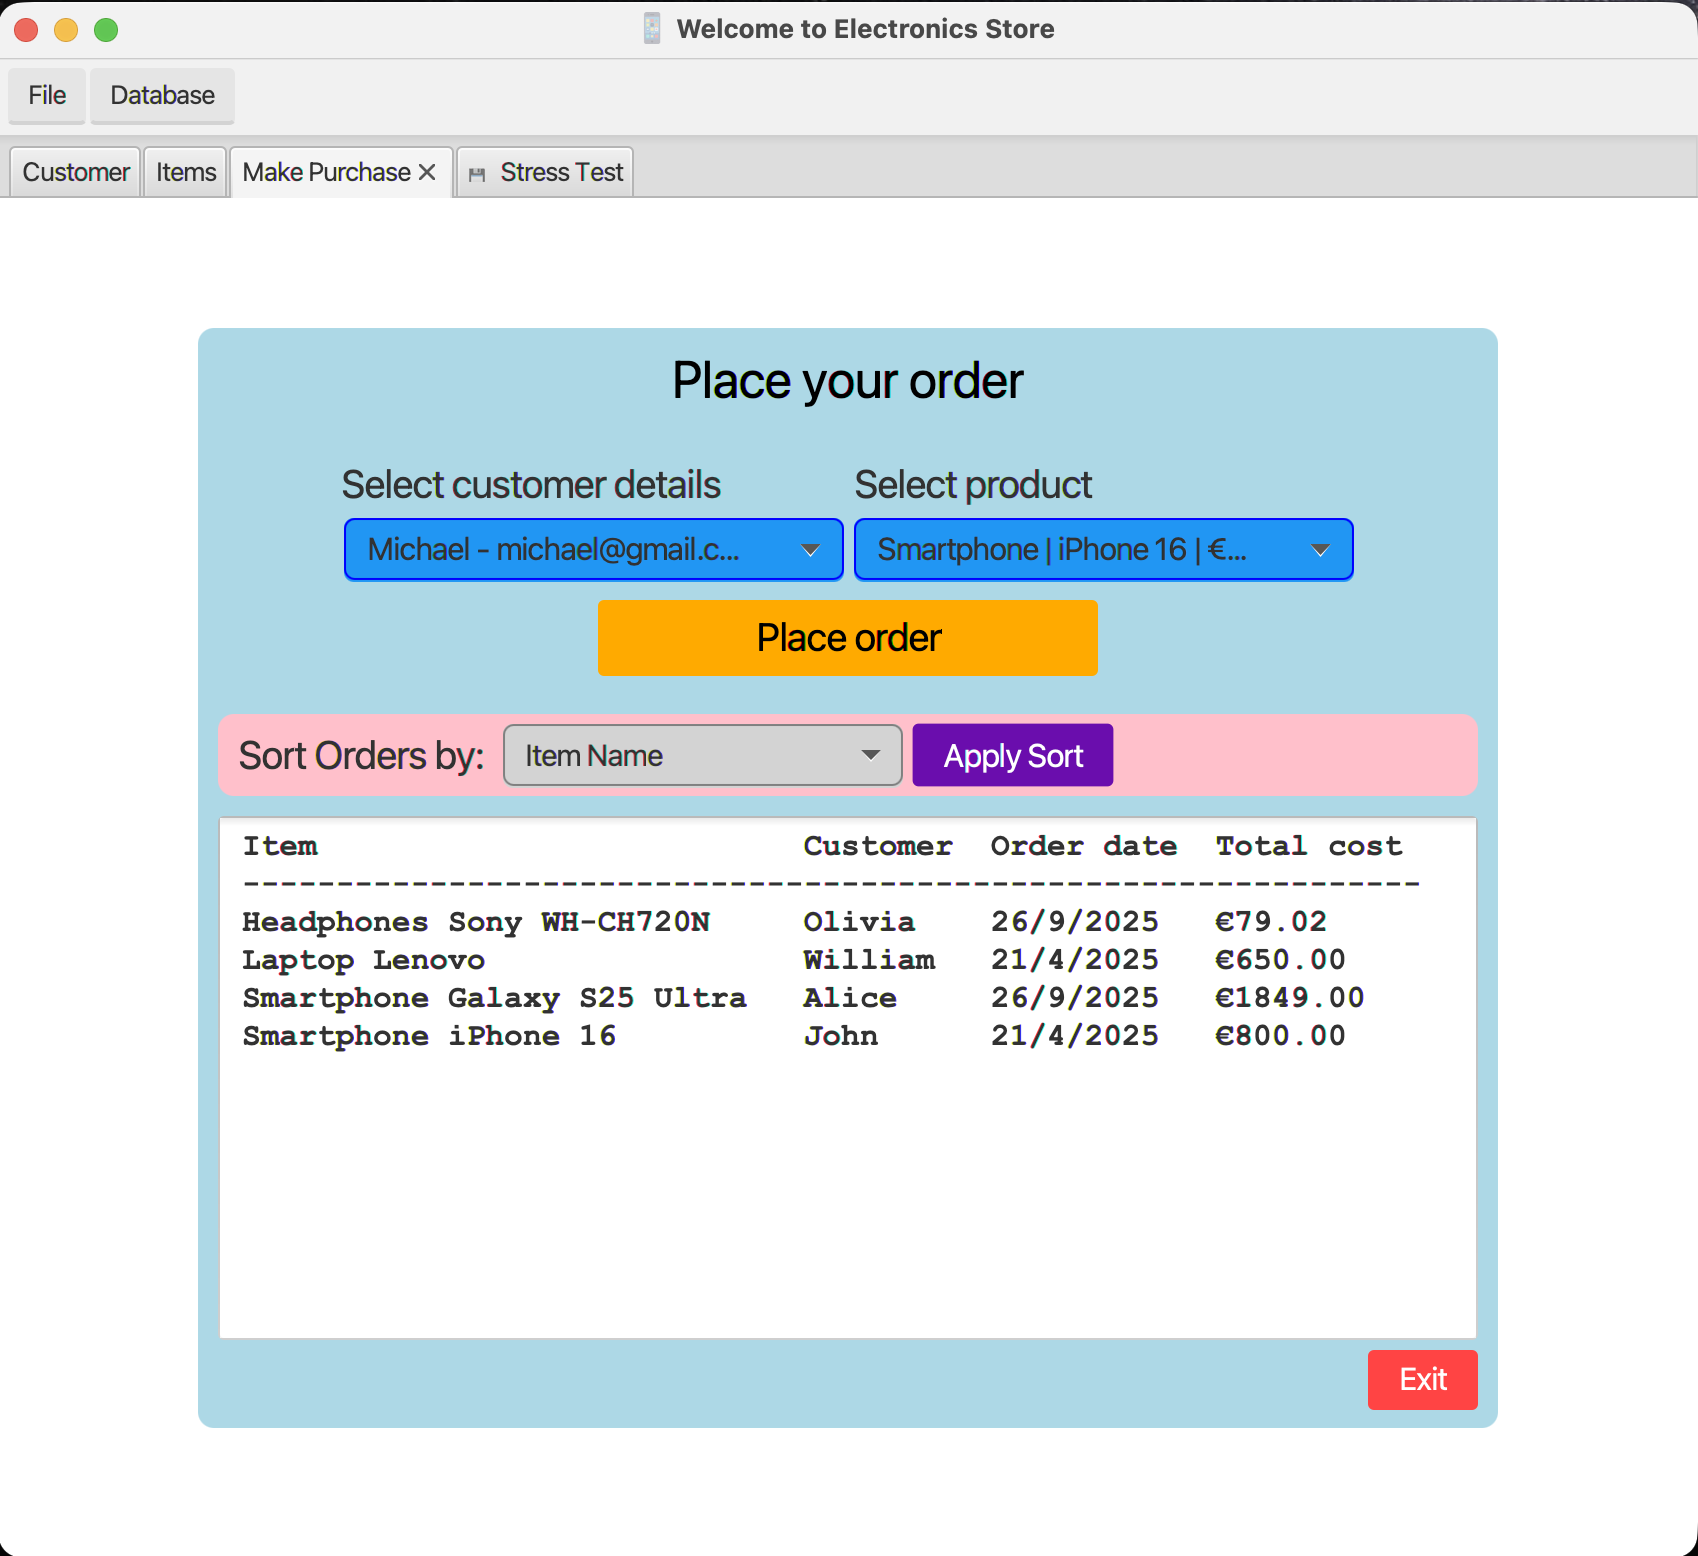 Welcome to Electronics Store
File Database
Customer Items Make Purchase Stress Test
Place your order
Select customer details Select product
Michael - michael@gmail.c... Smartphone | iPhone 16 | €...
Place order
Sort Orders by: Item Name Apply Sort
Item Customer Order date Total cost
---------------------------------------------------------------
Headphones Sony WH-CH720N Olivia 26/9/2025 €79.02
Laptop Lenovo William 21/4/2025 €650.00
Smartphone Galaxy S25 Ultra Alice 26/9/2025 €1849.00
Smartphone iPhone 16 John 21/4/2025 €800.00
Exit